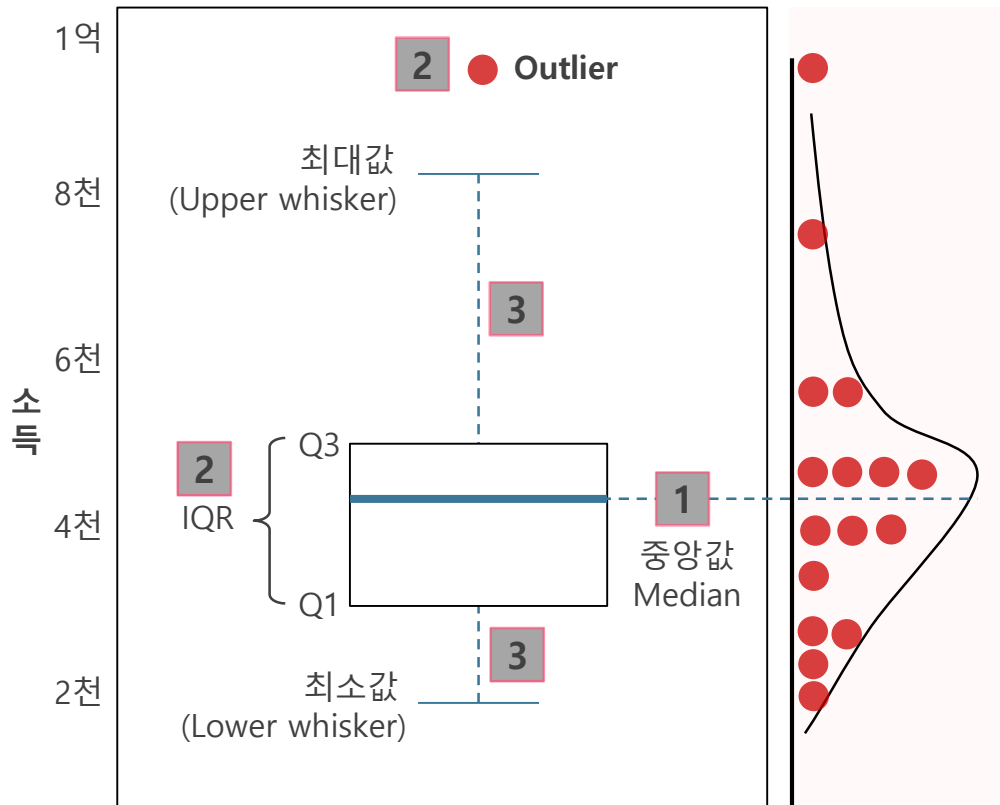 1억
2
Outlier
최대값
(Upper whisker)
8천
3
6천
소득
Q3
2
IQR
1
4천
중앙값
Median
Q1
3
최소값
(Lower whisker)
2천